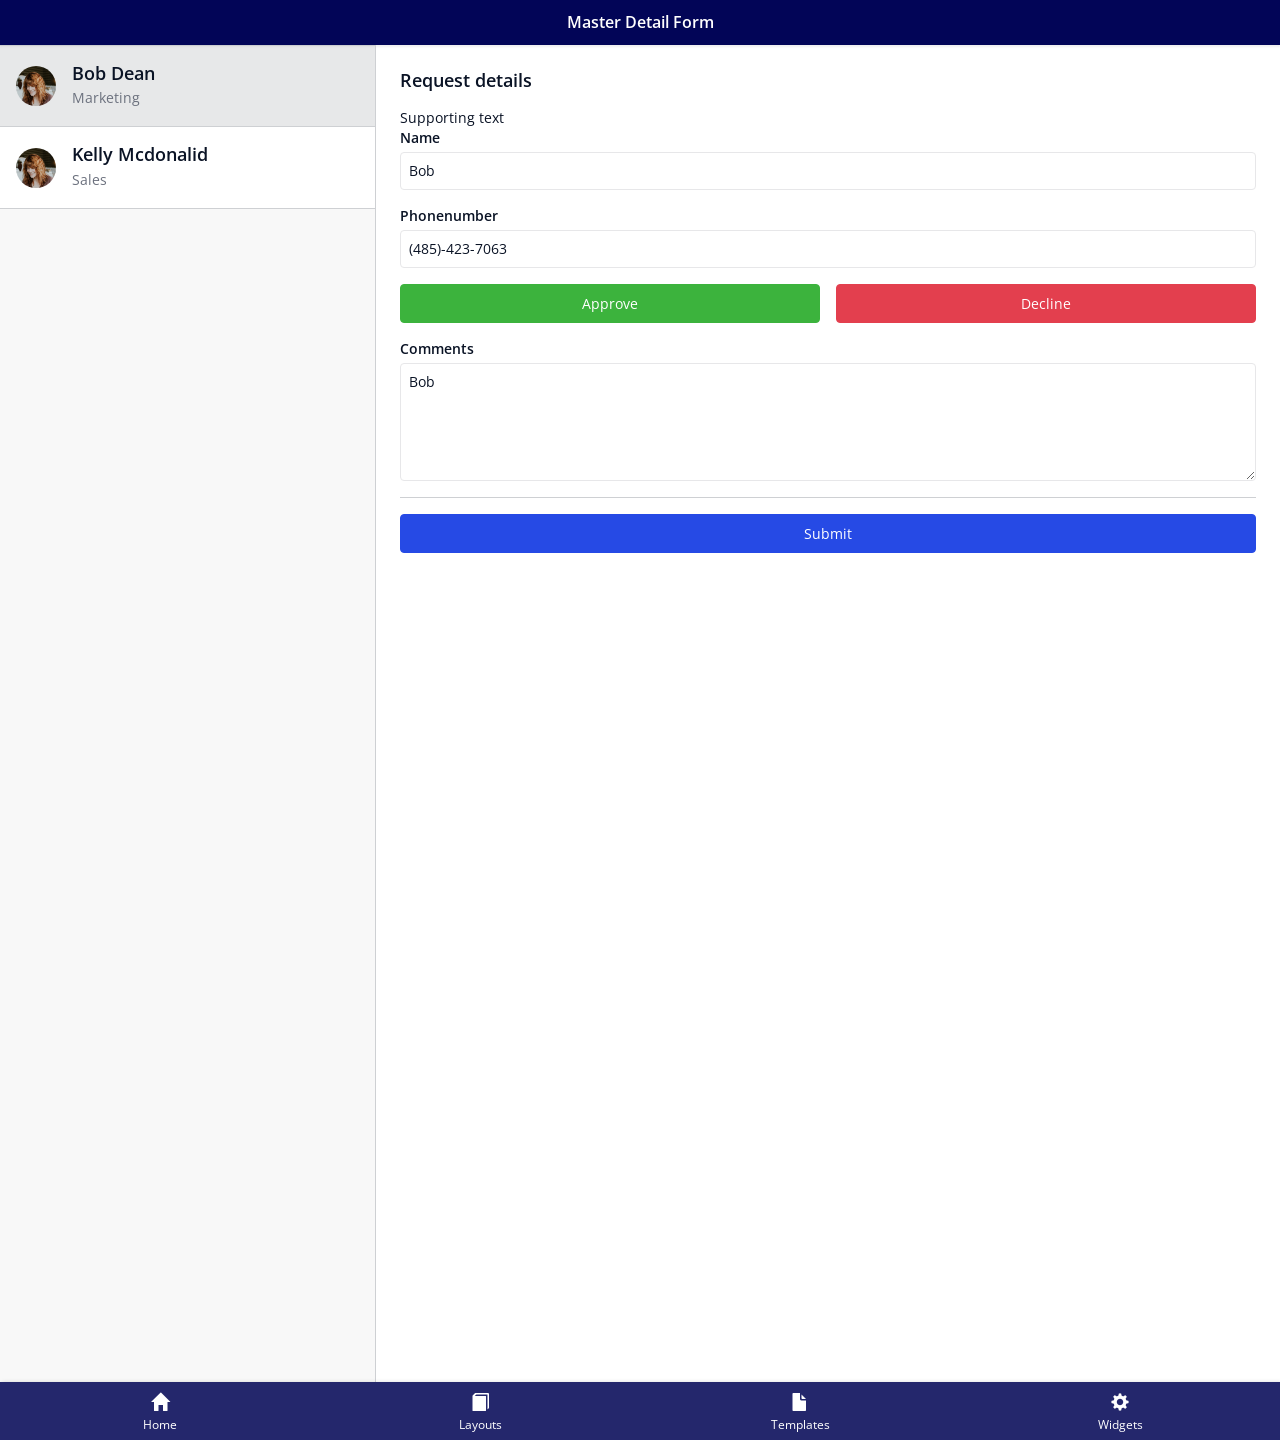 Master Detail Form
Bob Dean
Marketing
Kelly Mcdonalid
Sales
Request details
Supporting text
Name
Bob
Phonenumber
(485)-423-7063
Approve
Decline
Comments
Bob
Submit
Home
Layouts
Templates
Widgets